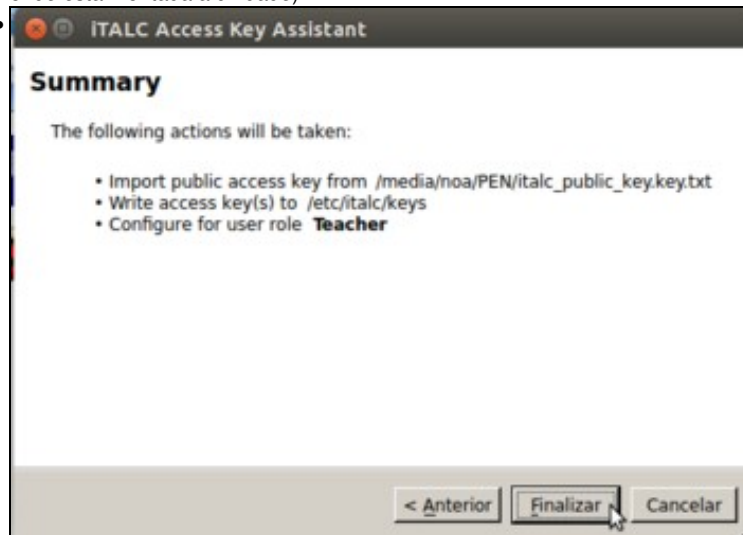 iTALC Access Key Assistant
Summary
The following actions will be taken:
• Import public access key from /media/noa/PEN/italc_public_key.key.txt
• Write access key(s) to /etc/italc/keys
• Configure for user role Teacher
< Anterior Finalizar Cancelar